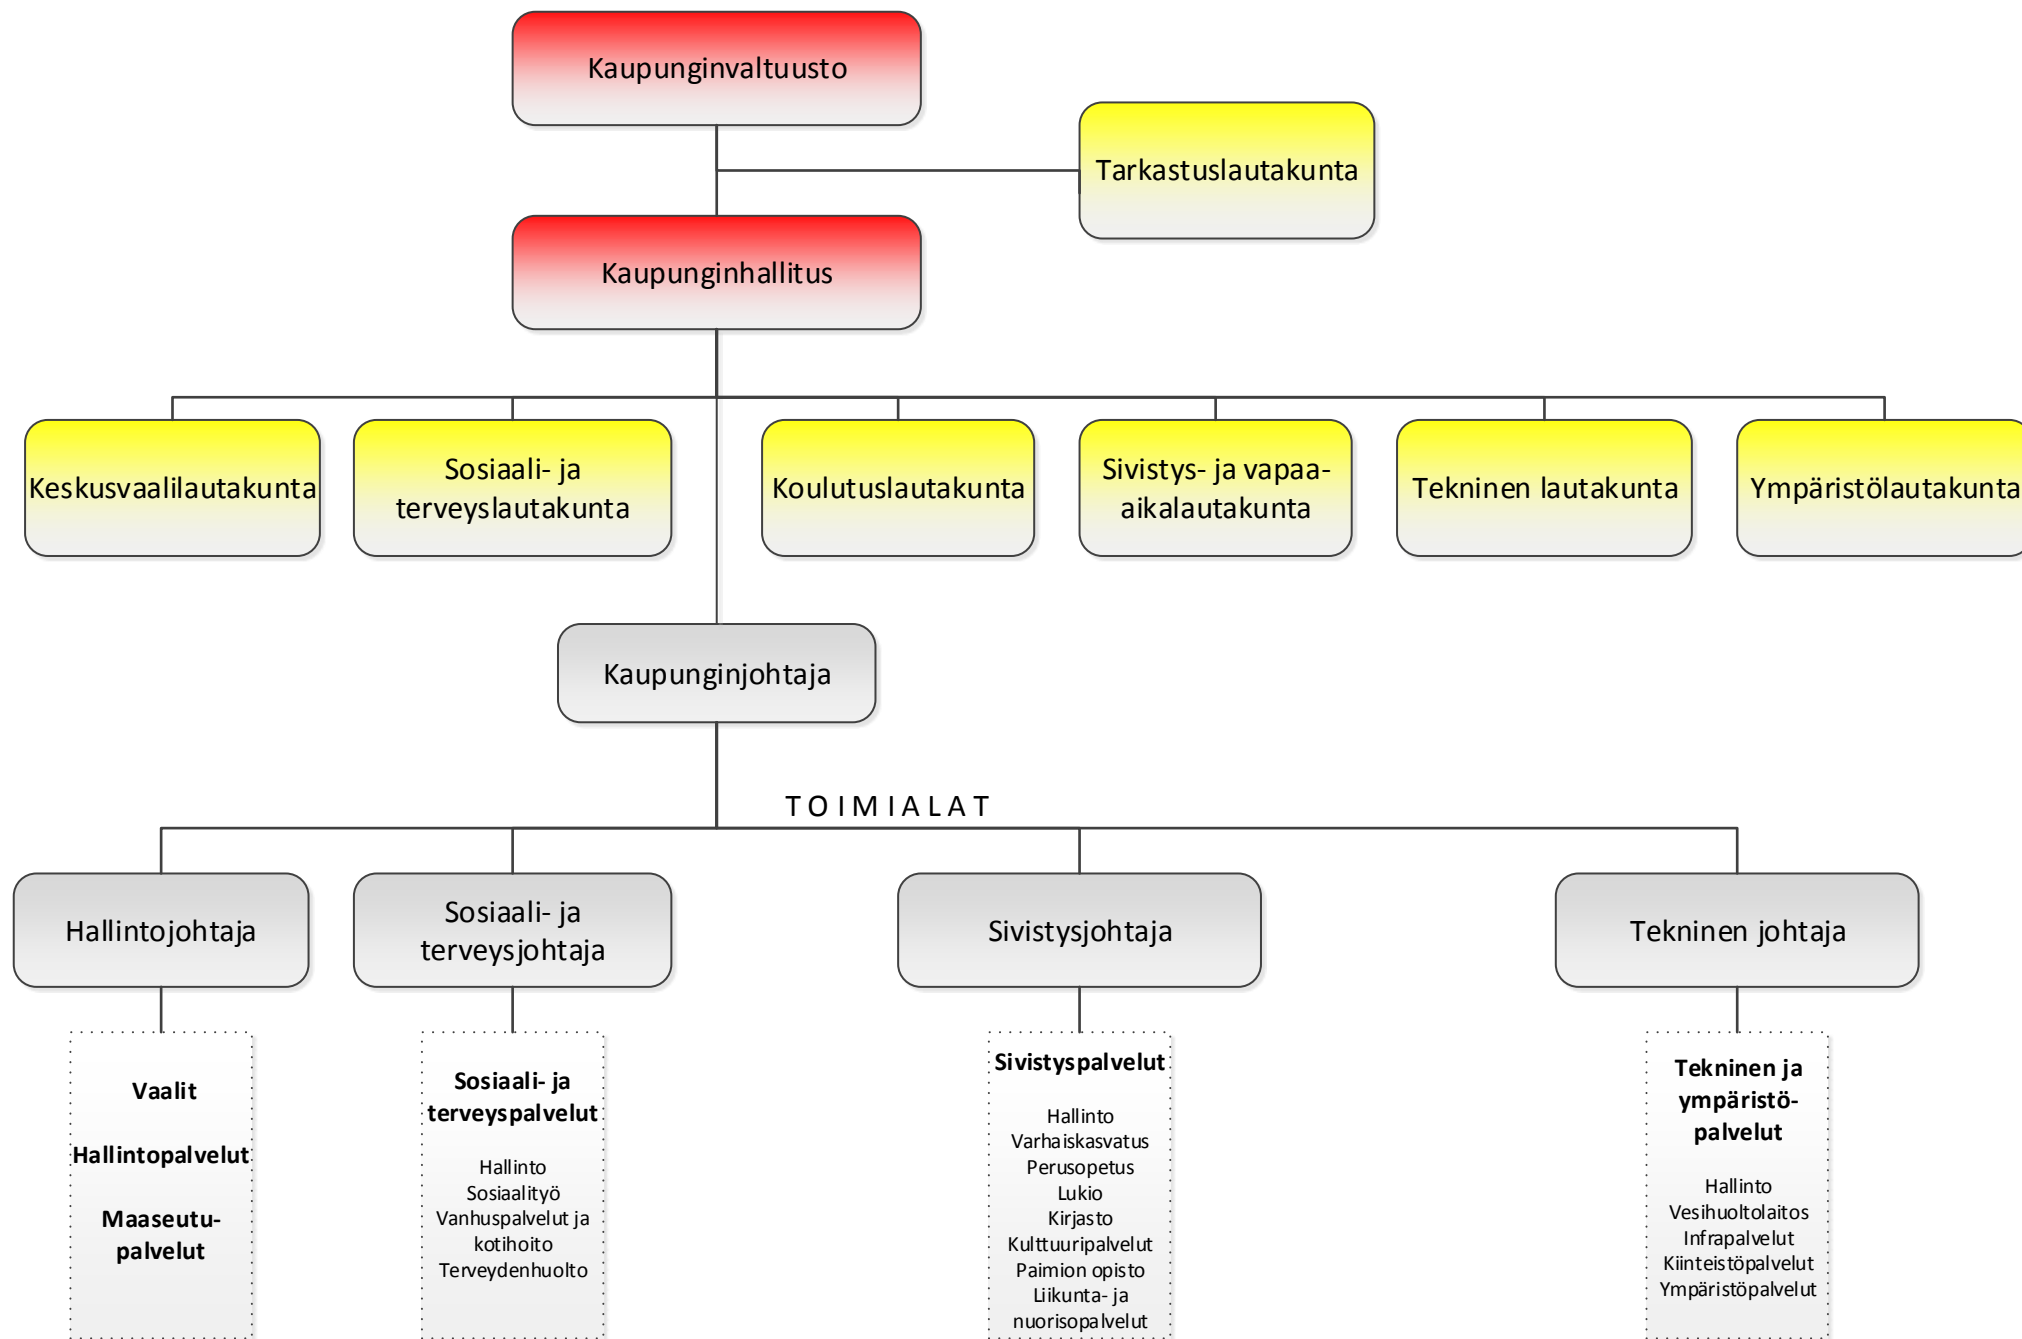 Kaupunginvaltuusto
Tarkastuslautakunta
Kaupunginhallitus
Keskusvaalilautakunta
Sosiaali- ja
terveyslautakunta
Koulutuslautakunta
Sivistys- ja vapaa-
aikalautakunta
Tekninen lautakunta
Ympäristölautakunta
Kaupunginjohtaja
TOIMIALAT
Hallintojohtaja
Sosiaali- ja
terveysjohtaja
Sivistysjohtaja
Tekninen johtaja
Vaalit
Hallintopalvelut
Maaseutu-
palvelut
Sosiaali- ja
terveyspalvelut
Hallinto
Sosiaalityö
Vanhuspalvelut ja
kotihoito
Terveydenhuolto
Sivistyspalvelut
Hallinto
Varhaiskasvatus
Perusopetus
Lukio
Kirjasto
Kulttuuripalvelut
Paimion opisto
Liikunta- ja
nuorisopalvelut
Tekninen ja
ympäristö-
palvelut
Hallinto
Vesihuoltolaitos
Infrapalvelut
Kiinteistöpalvelut
Ympäristöpalvelut